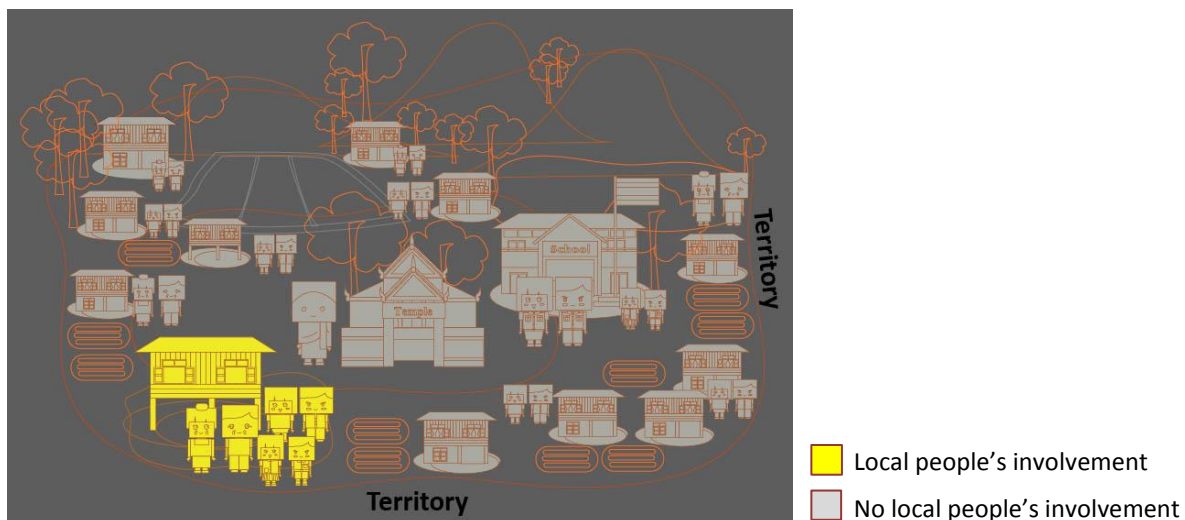 School
Territory
Temple
Territory
Local people's involvement
No local people's involvement